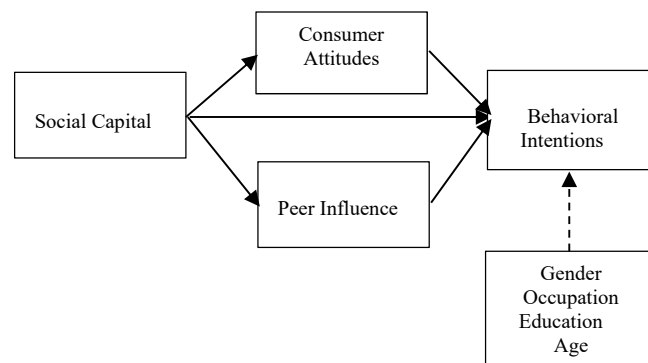 Consumer
Attitudes
Social Capital
Behavioral
Intentions
Peer Influence
Gender
Occupation
Education
Age